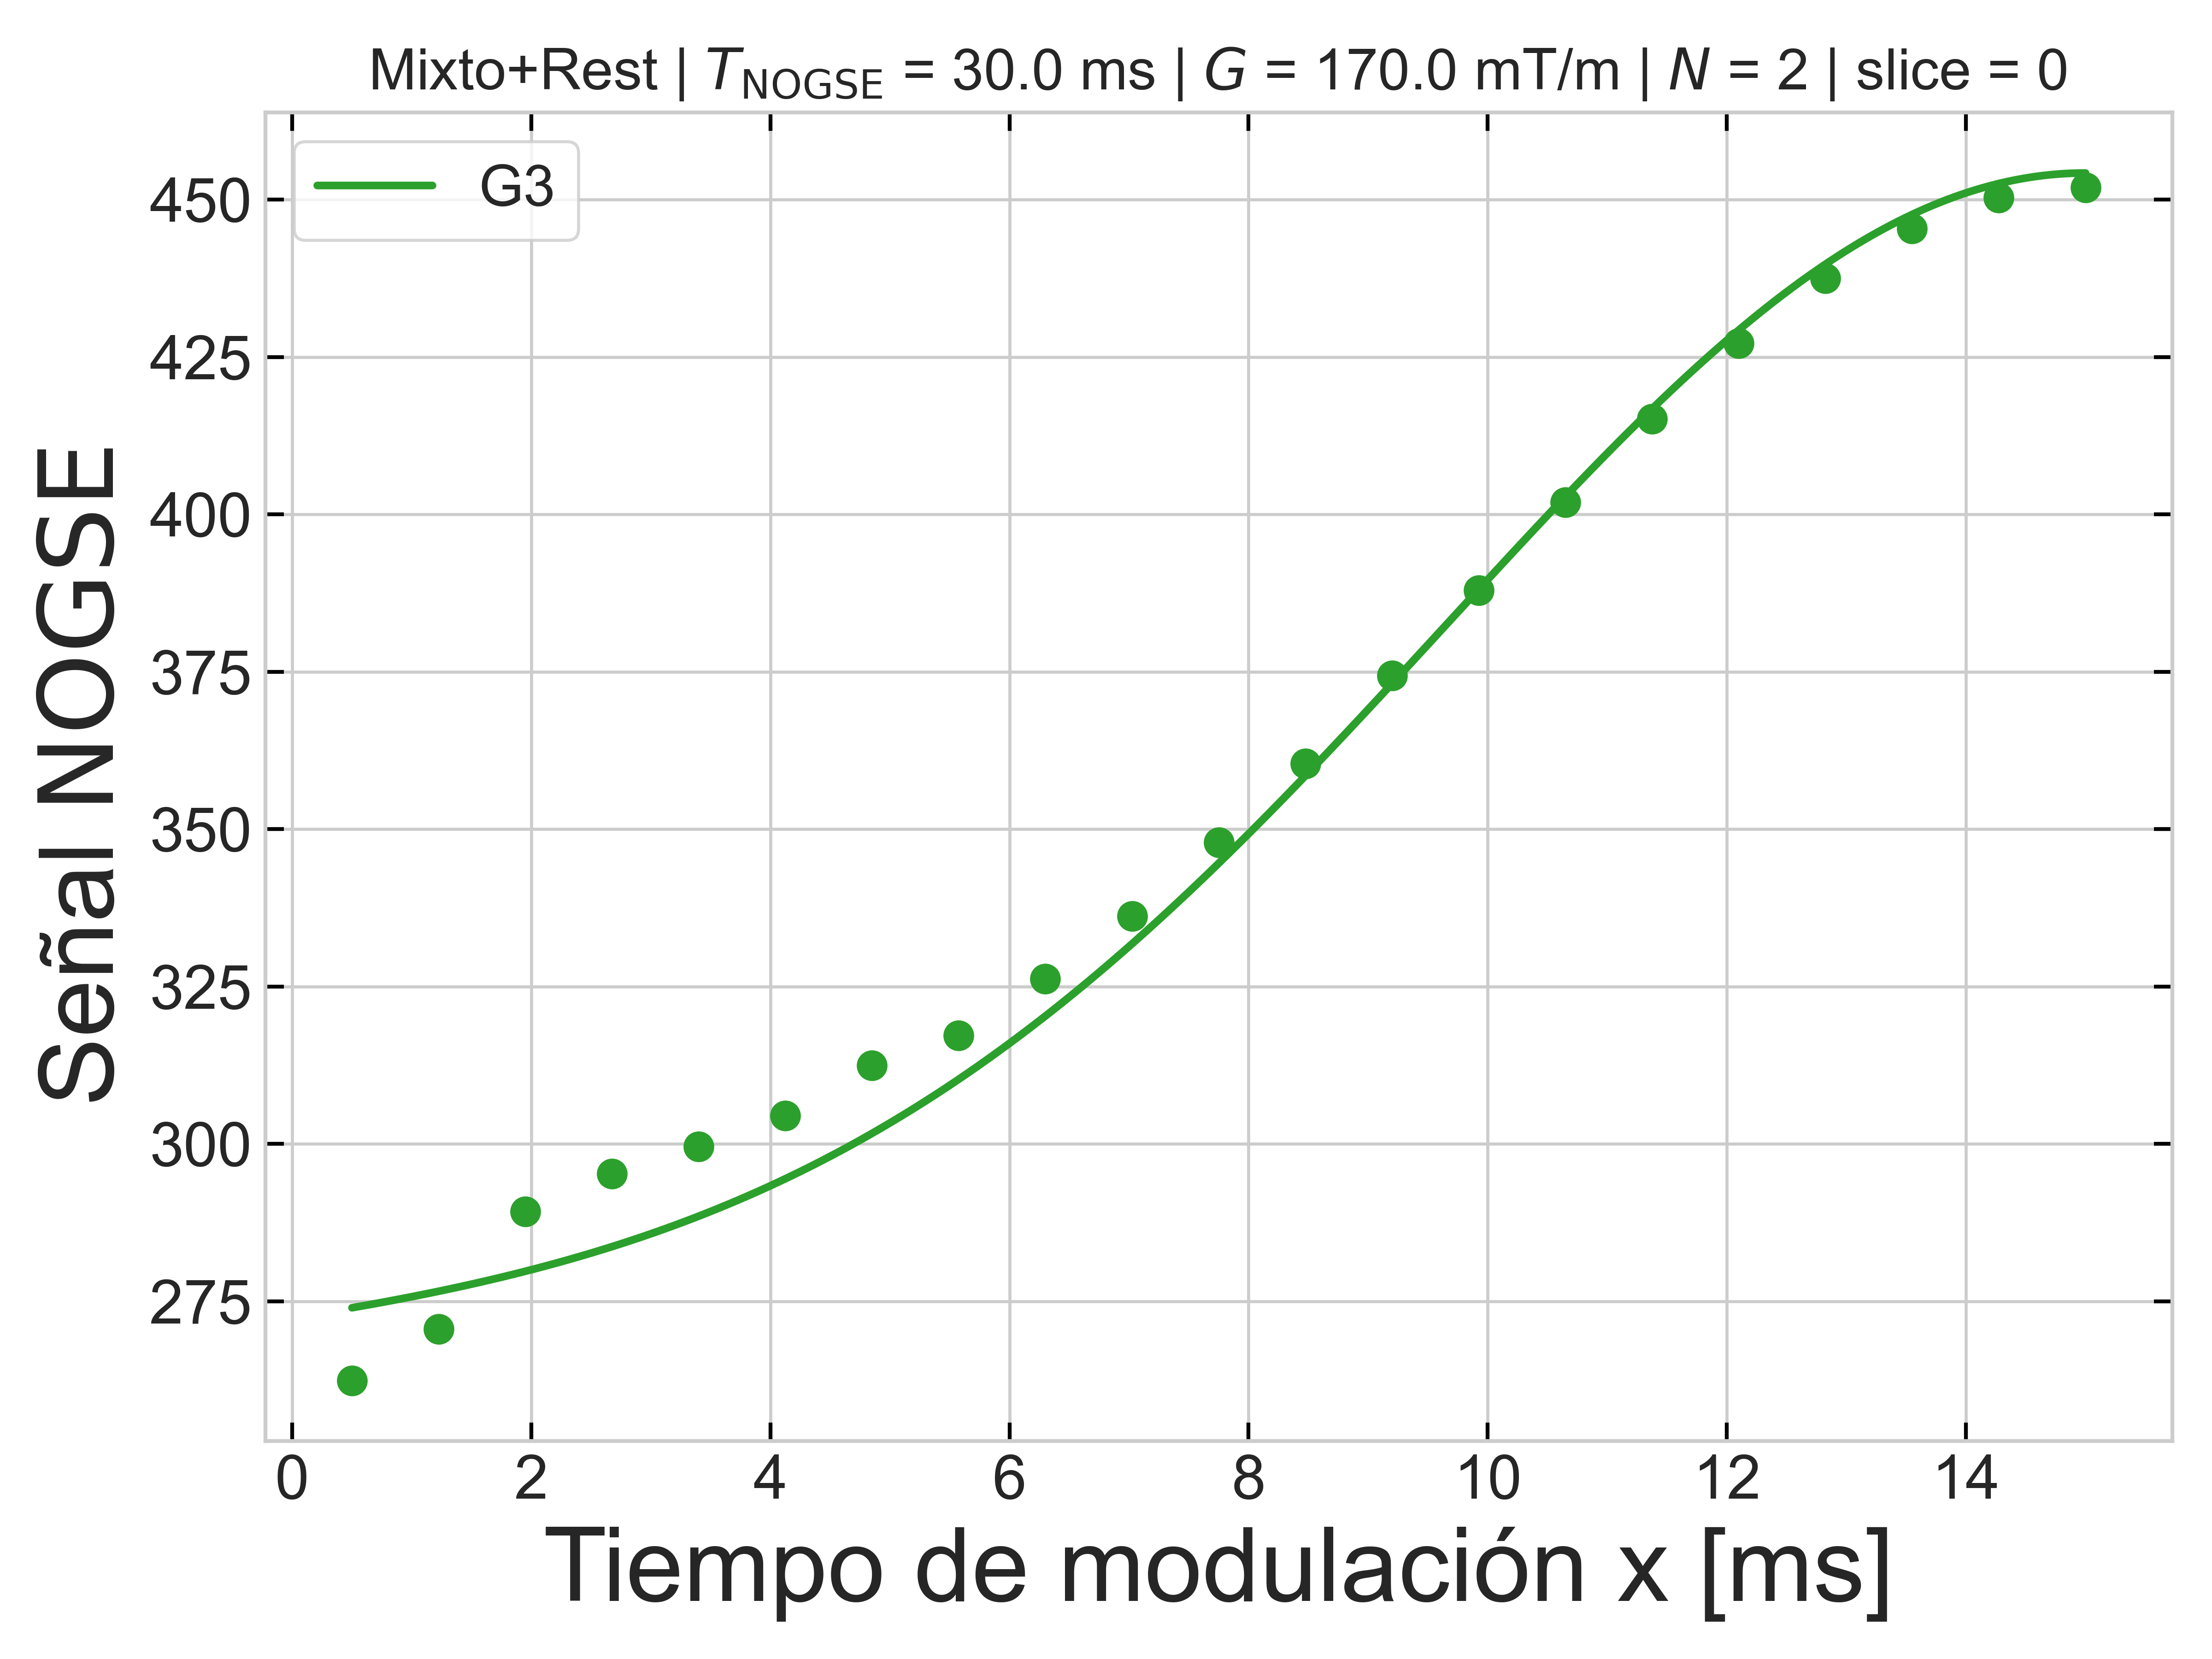 Mixto+Rest | T_NOGSE = 30.0 ms | G = 170.0 mT/m | N = 2 | slice = 0
G3
450
425
400
375
350
325
300
275
Señal NOGSE
0 2 4 6 8 10 12 14
Tiempo de modulación x [ms]